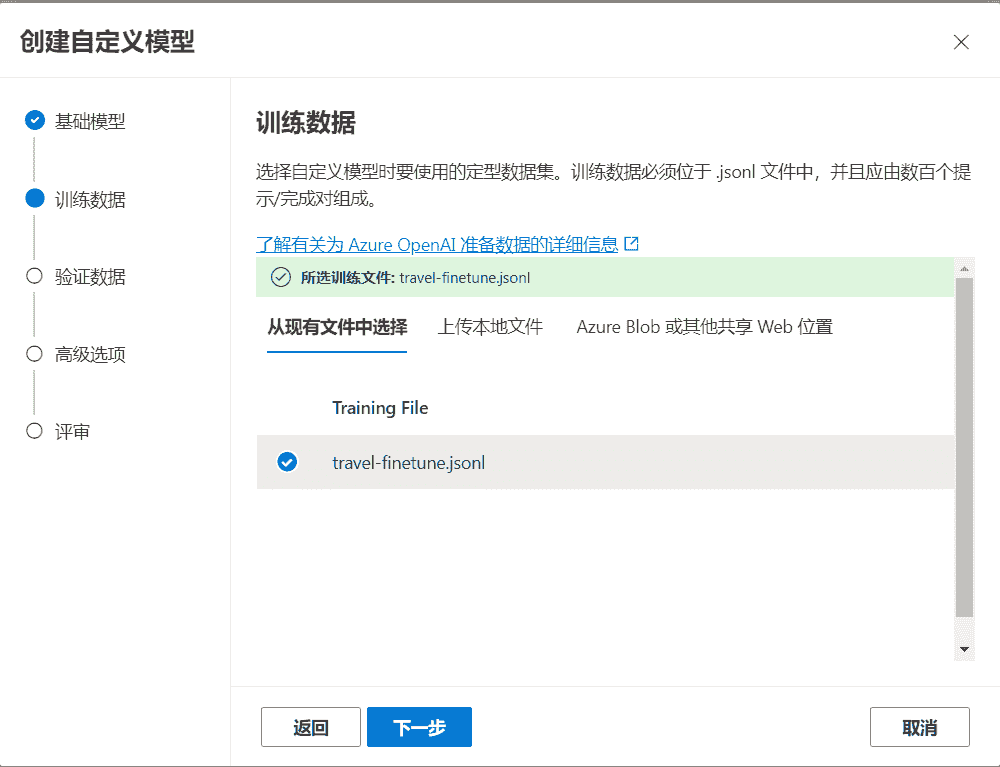 创建自定义模型
基础模型
训练数据
验证数据
高级选项
评审
训练数据
选择自定义模型时要使用的定型数据集。训练数据必须位于 .jsonl 文件中，并且应由数百个提
示/完成对组成。
了解有关为 Azure OpenAI 准备数据的详细信息
所选训练文件: travel-finetune.jsonl
从现有文件中选择 上传本地文件 Azure Blob 或其他共享 Web 位置
Training File
travel-finetune.jsonl
返回 下一步 取消